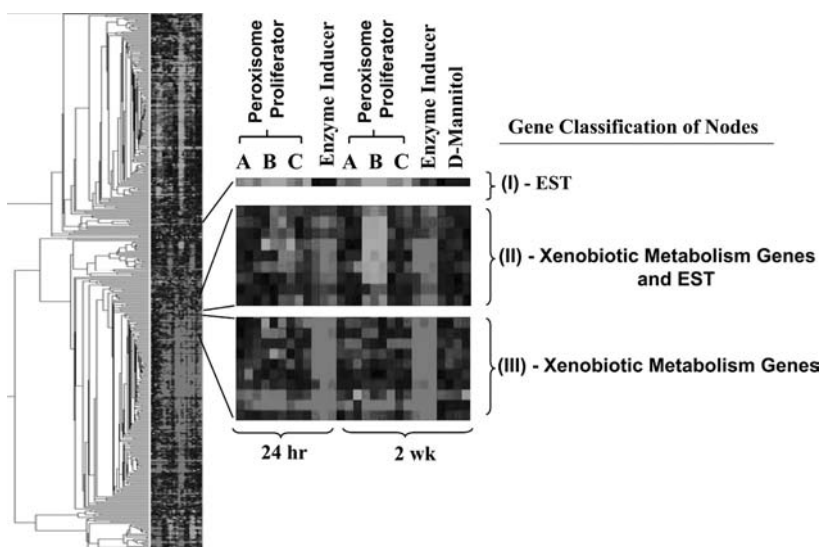 Peroxisome
Proliferator
Enzyme Inducer
Peroxisome
Proliferator
Enzyme Inducer
D-Mannitol
Gene Classification of Nodes
A B C A B C
(I) - EST
(II) - Xenobiotic Metabolism Genes
and EST
(III) - Xenobiotic Metabolism Genes
24 hr 2 wk